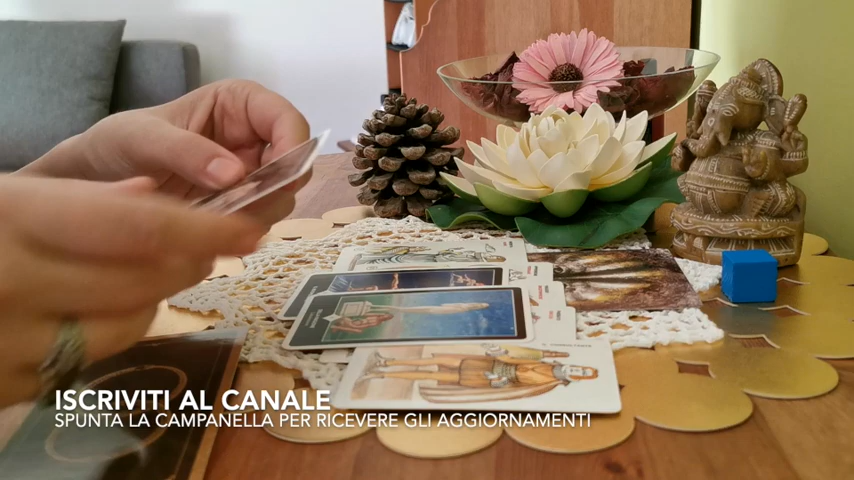 ISCRIVITI AL CANALE
SPUNTA LA CAMPANELLA PER RICEVERE GLI AGGIORNAMENTI